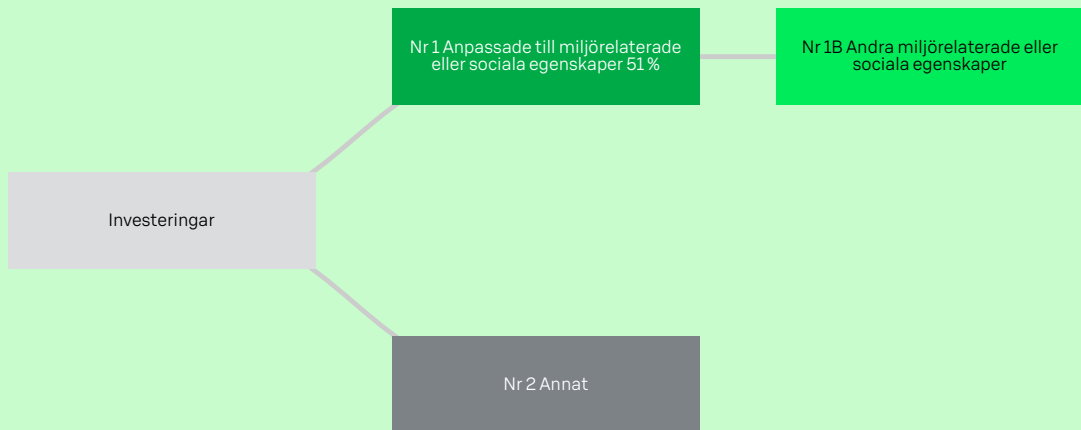 Nr 1 Anpassade till miljörelaterade
eller sociala egenskaper 51 %
Nr 1B Andra miljörelaterade eller
sociala egenskaper
Investeringar
Nr 2 Annat